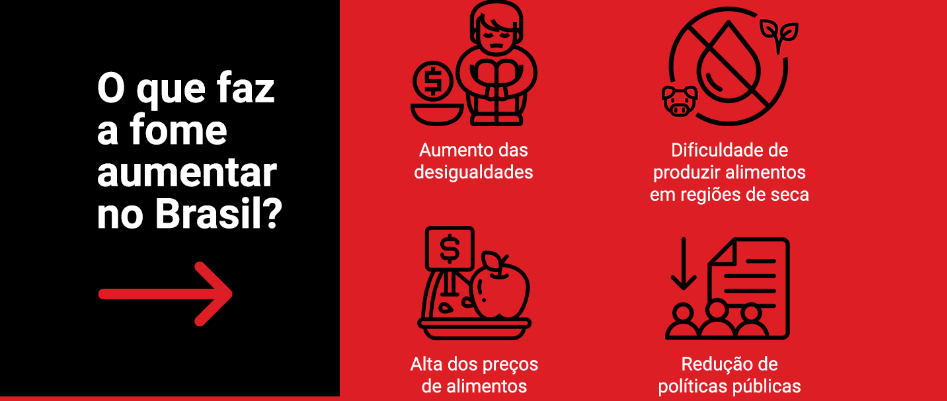 O que faz
a fome
aumentar
no Brasil?
$
Aumento das
desigualdades
Dificuldade de
produzir alimentos
em regiões de seca
$
Alta dos preços
de alimentos
Redução de
políticas públicas